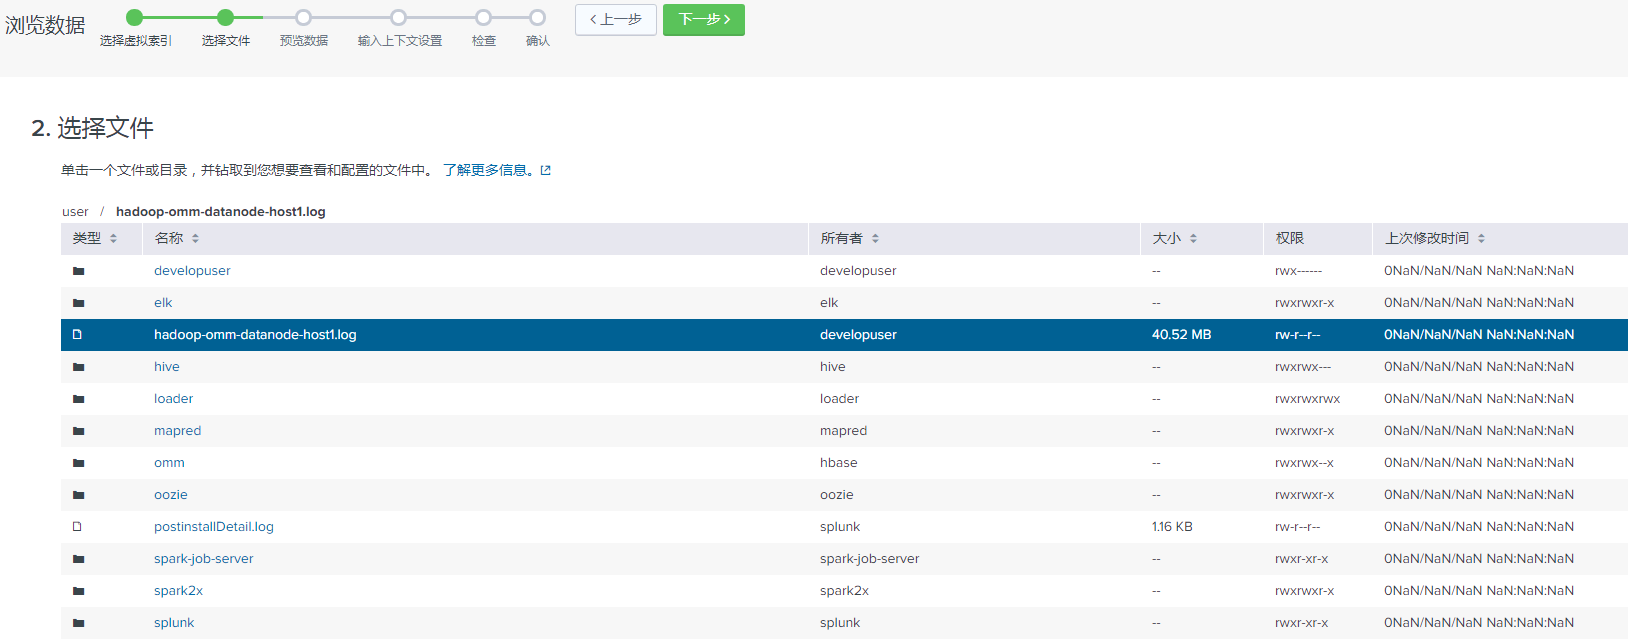 浏览数据
选择虚拟索引 选择文件 预览数据 输入上下文设置 检查 确认
上一步 下一步
2. 选择文件
单击一个文件或目录，并钻取到您想要查看和配置的文件中。 了解更多信息。
user / hadoop-omm-datanode-host1.log
类型 名称 所有者 大小 权限 上次修改时间
developuser developuser -- rwx------ 0NaN/NaN/NaN NaN:NaN:NaN
elk elk -- rwxrwxr-x 0NaN/NaN/NaN NaN:NaN:NaN
hadoop-omm-datanode-host1.log developuser 40.52 MB rw-r--r-- 0NaN/NaN/NaN NaN:NaN:NaN
hive hive -- rwxrwx--- 0NaN/NaN/NaN NaN:NaN:NaN
loader loader -- rwxrwxrwx 0NaN/NaN/NaN NaN:NaN:NaN
mapred mapred -- rwxrwxr-x 0NaN/NaN/NaN NaN:NaN:NaN
omm hbase -- rwxrwx--x 0NaN/NaN/NaN NaN:NaN:NaN
oozie oozie -- rwxrwxr-x 0NaN/NaN/NaN NaN:NaN:NaN
postinstallDetail.log splunk 1.16 KB rw-r--r-- 0NaN/NaN/NaN NaN:NaN:NaN
spark-job-server spark-job-server -- rwxr-xr-x 0NaN/NaN/NaN NaN:NaN:NaN
spark2x spark2x -- rwxrwxr-x 0NaN/NaN/NaN NaN:NaN:NaN
splunk splunk -- rwxr-xr-x 0NaN/NaN/NaN NaN:NaN:NaN